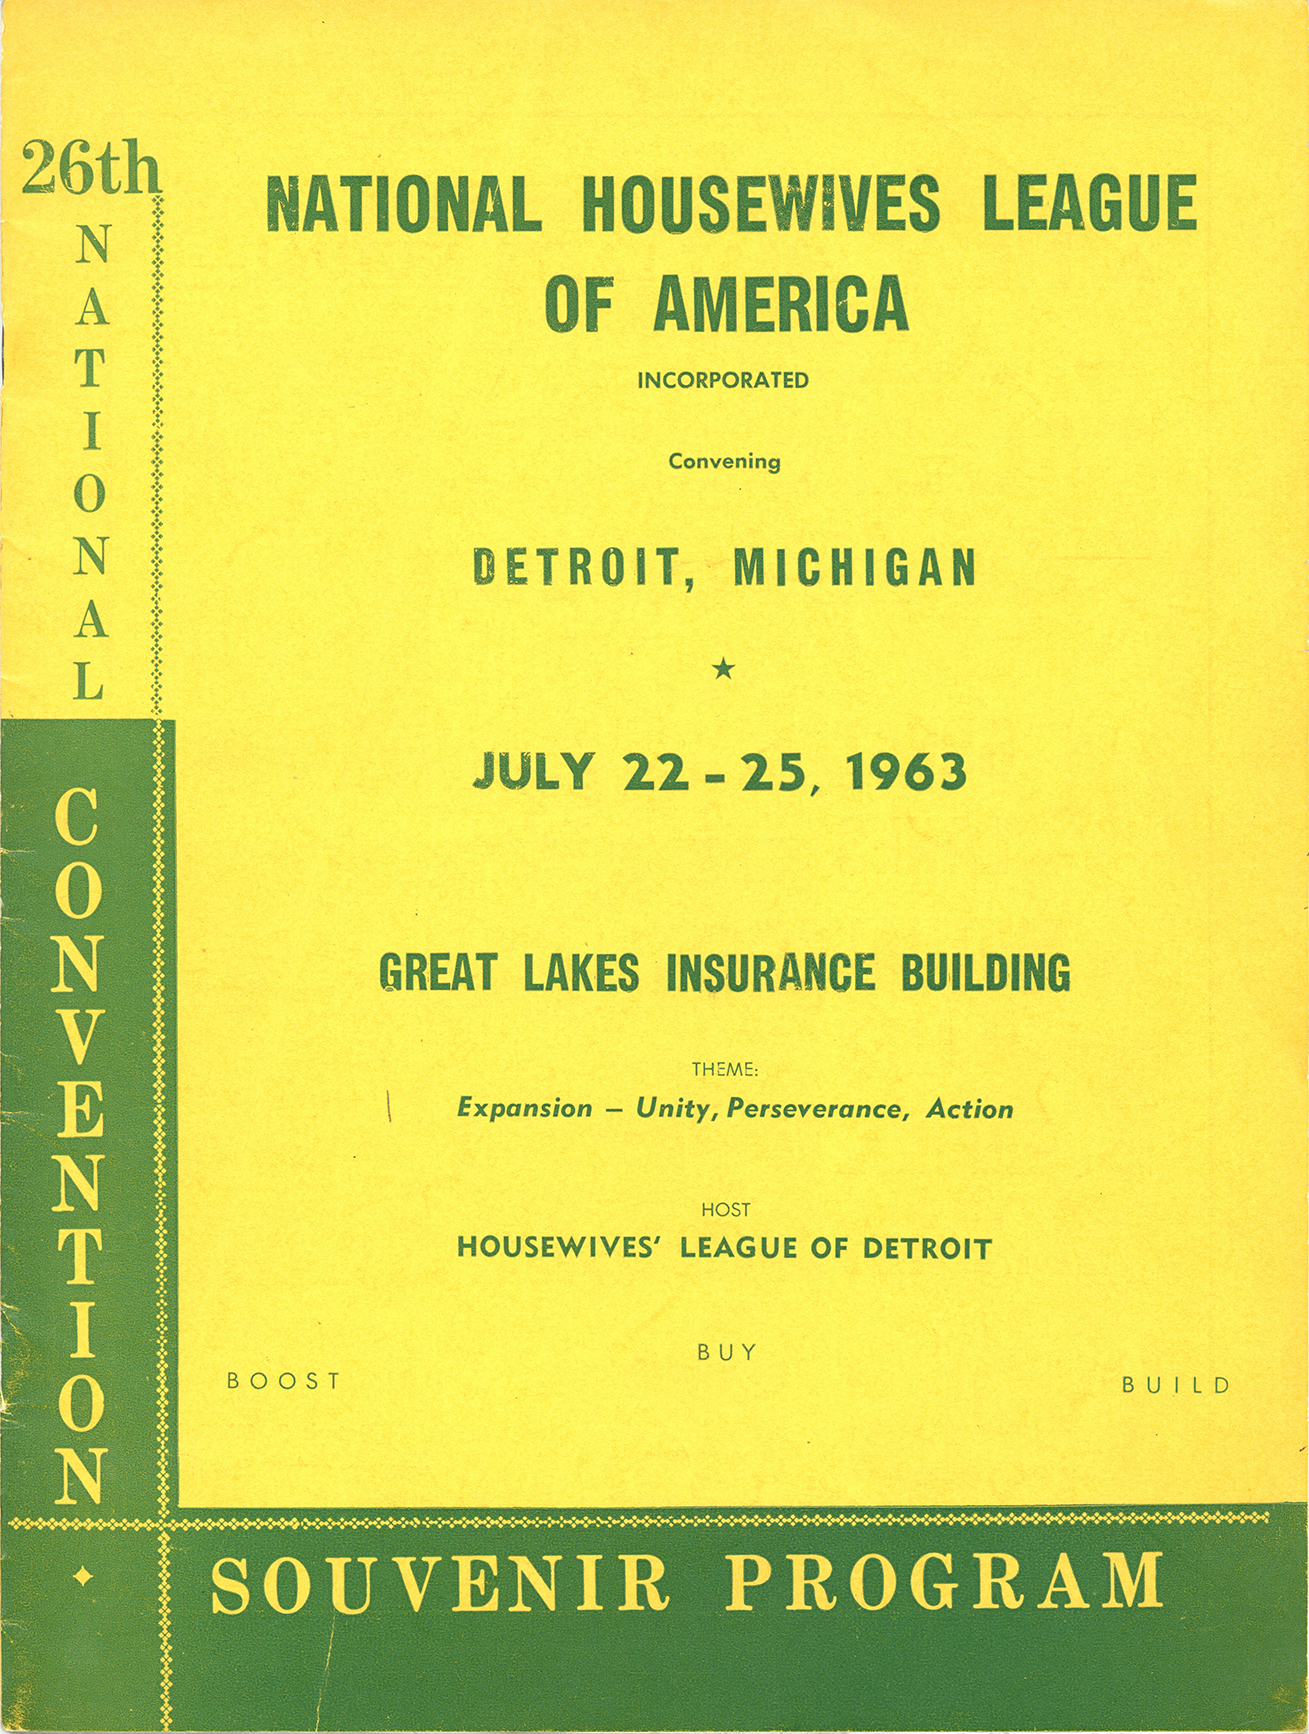 26th
NATIONAL
CONVENTION
NATIONAL HOUSEWIVES LEAGUE
OF AMERICA
INCORPORATED
Convening
DETROIT, MICHIGAN
JULY 22 - 25, 1963
GREAT LAKES INSURANCE BUILDING
THEME:
Expansion — Unity, Perseverance, Action
HOST
HOUSEWIVES' LEAGUE OF DETROIT
BOOST
BUY
BUILD
SOUVENIR PROGRAM